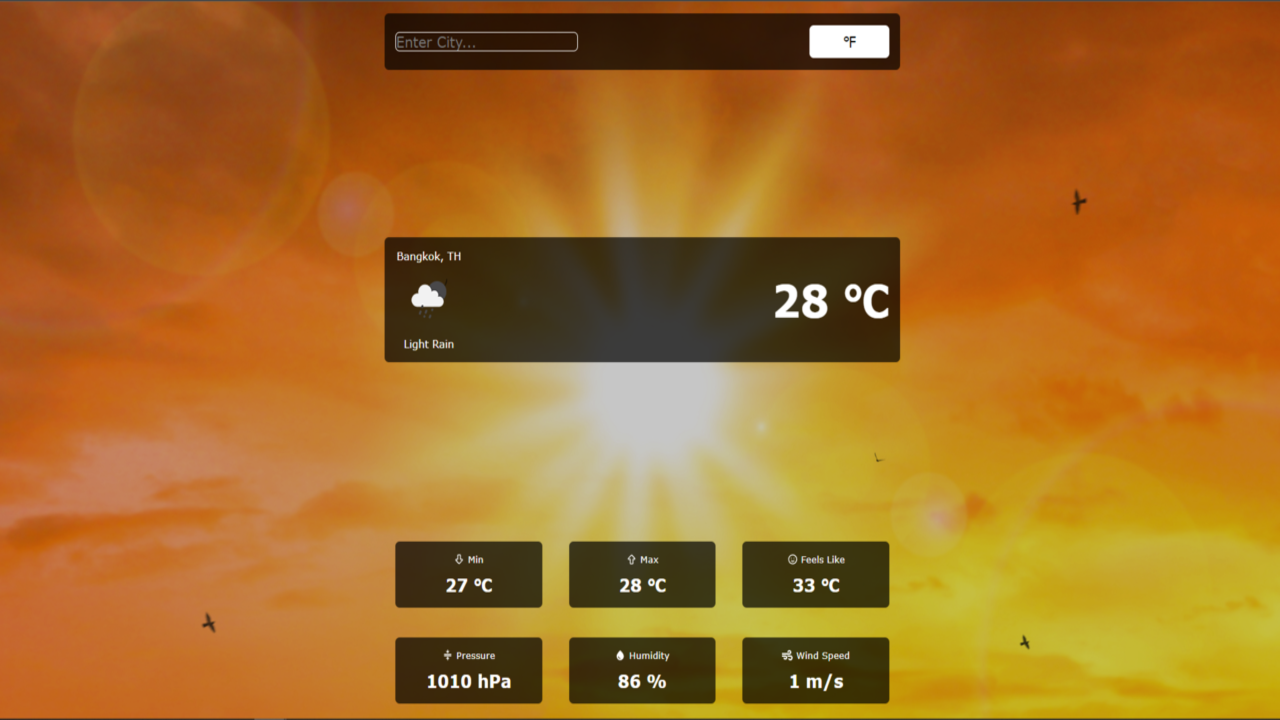 Enter City...
°F
Bangkok, TH
28 °C
Light Rain
Min
27 °C
Max
28 °C
Feels Like
33 °C
Pressure
1010 hPa
Humidity
86 %
Wind Speed
1 m/s